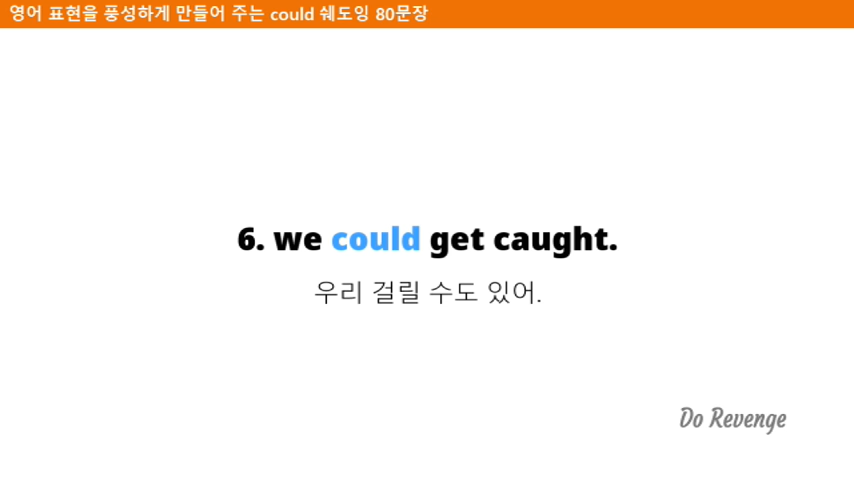 영어 표현을 풍성하게 만들어 주는 could 쉐도잉 80문장
6. we could get caught.
우리 걸릴 수도 있어.
Do Revenge